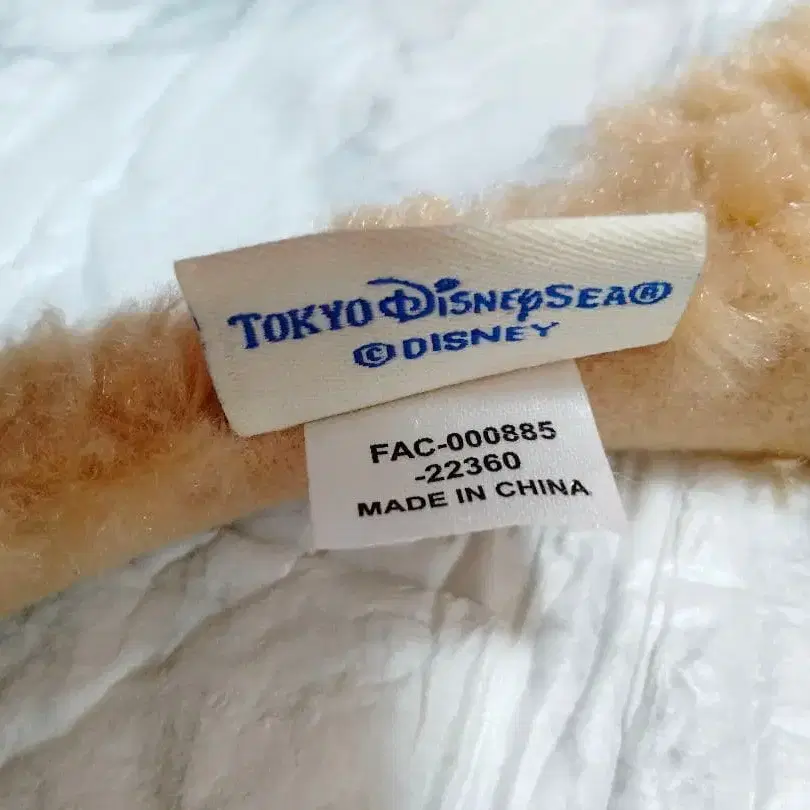 TOKYO DISNEYSEA®
©DISNEY
FAC-000885
-22360
MADE IN CHINA